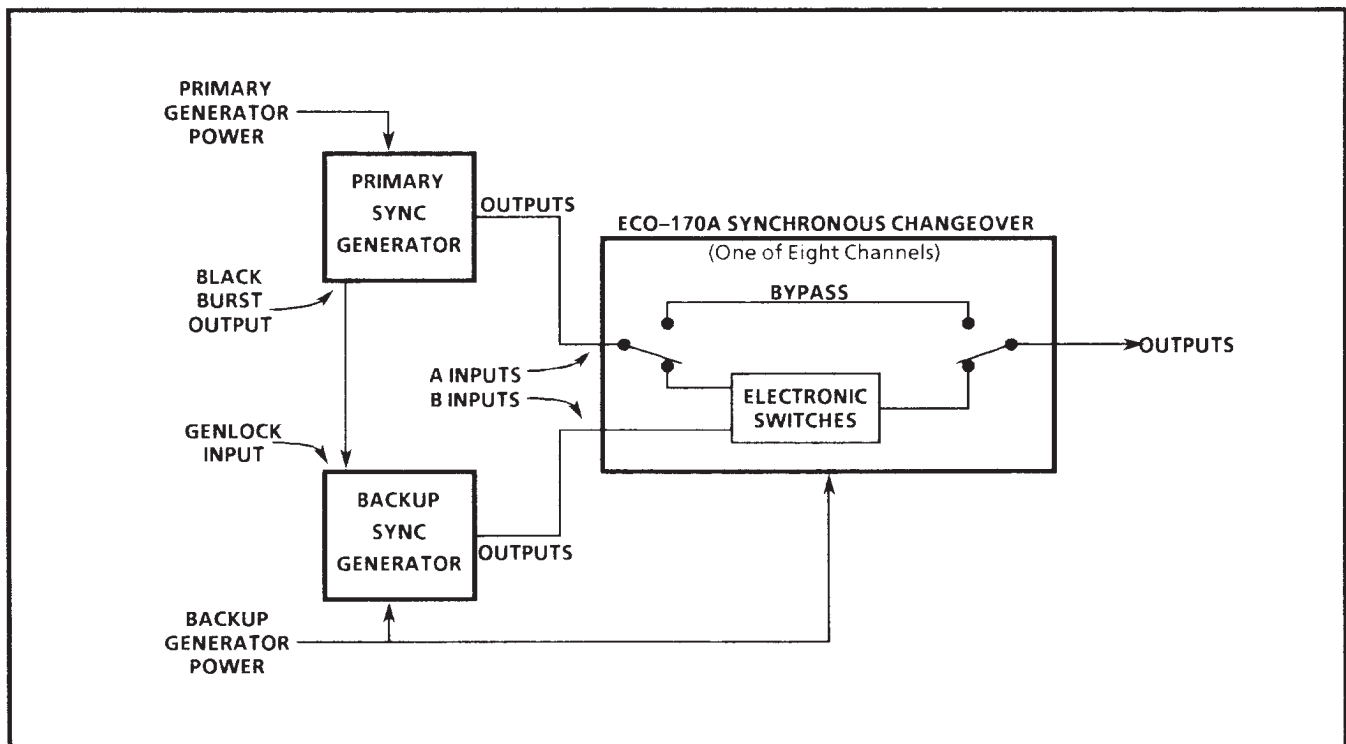 PRIMARY
GENERATOR
POWER
PRIMARY
SYNC
GENERATOR
OUTPUTS
BLACK
BURST
OUTPUT
GENLOCK
INPUT
BACKUP
SYNC
GENERATOR
OUTPUTS
BACKUP
GENERATOR
POWER
ECO–170A SYNCHRONOUS CHANGEOVER
(One of Eight Channels)
BYPASS
A INPUTS
B INPUTS
ELECTRONIC
SWITCHES
OUTPUTS